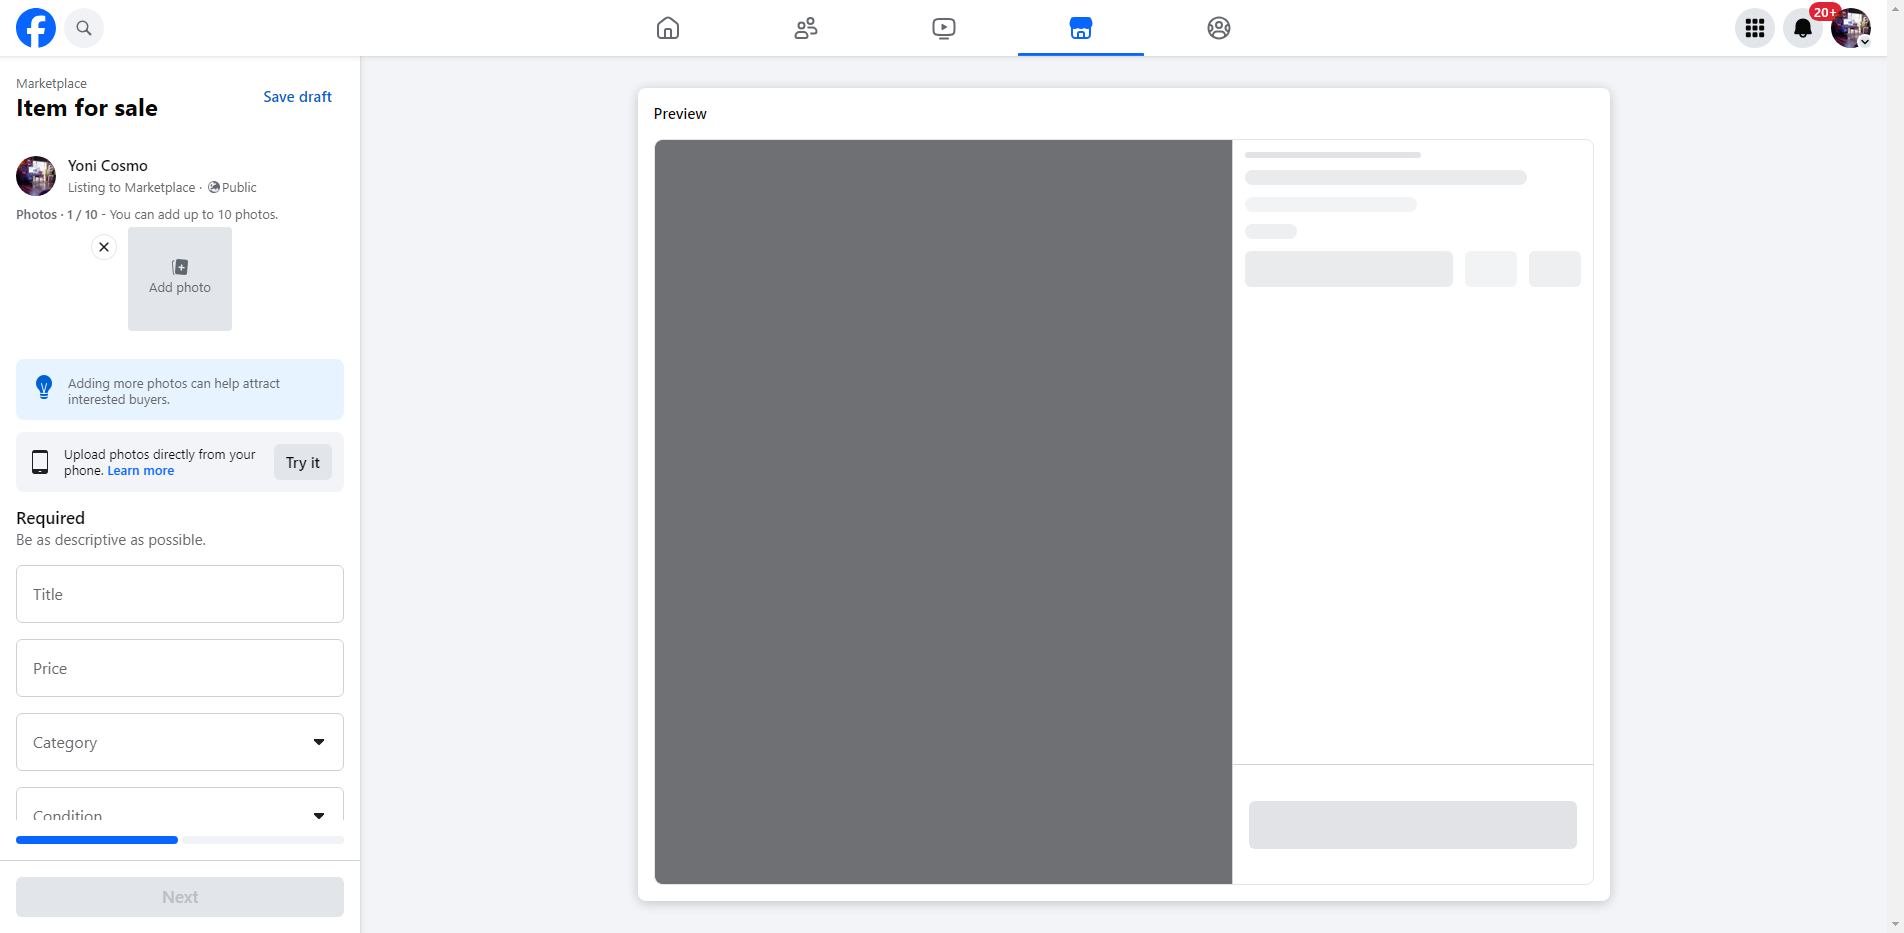 20+
Marketplace
Item for sale
Save draft
Yoni Cosmo
Listing to Marketplace · Public
Photos · 1 / 10 - You can add up to 10 photos.
Add photo
Adding more photos can help attract
interested buyers.
Upload photos directly from your
phone. Learn more
Try it
Required
Be as descriptive as possible.
Title
Price
Category
Condition
Next
Preview